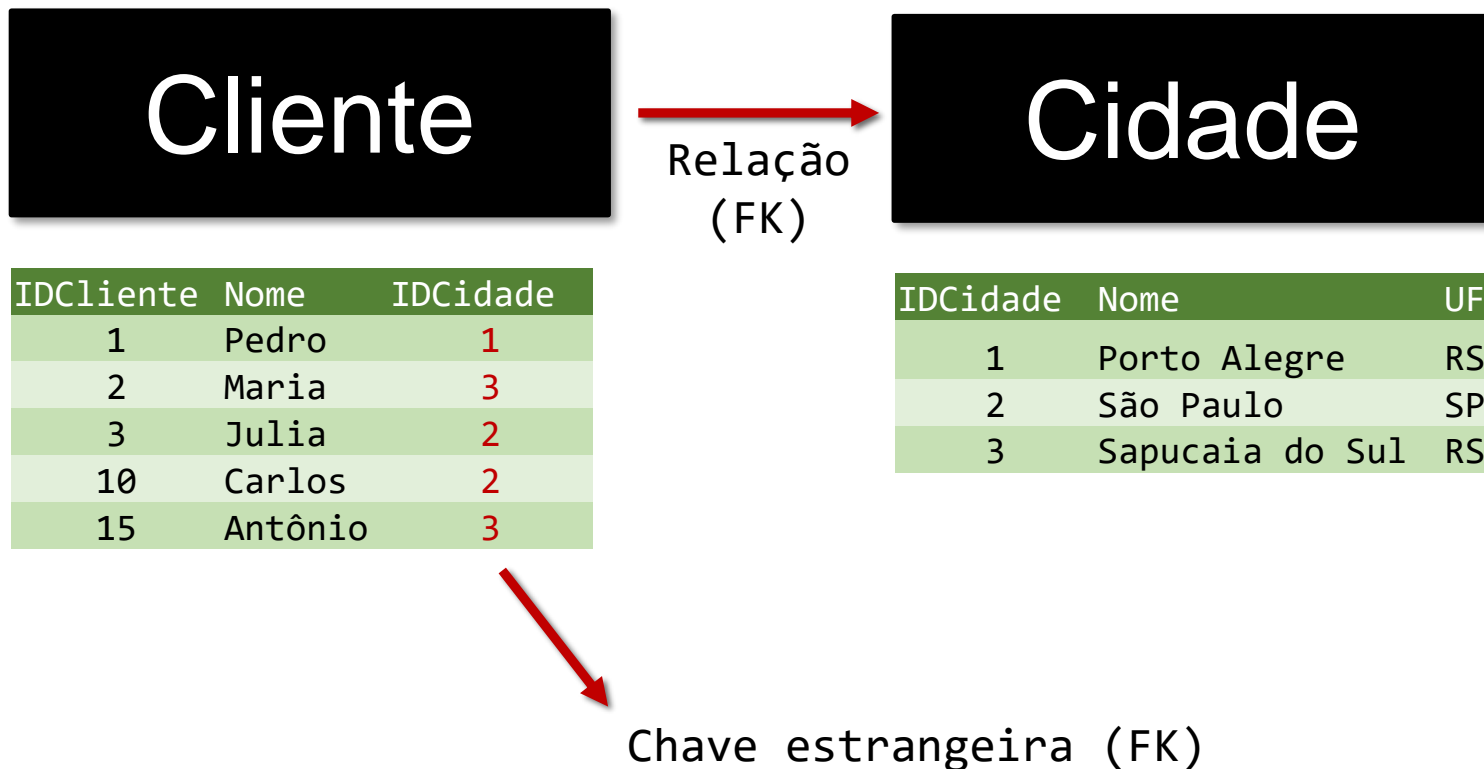 Cliente
Relação
(FK)
Cidade
IDCliente Nome IDCidade
1 Pedro 1
2 Maria 3
3 Julia 2
10 Carlos 2
15 Antônio 3
IDCidade Nome UF
1 Porto Alegre RS
2 São Paulo SP
3 Sapucaia do Sul RS
Chave estrangeira (FK)